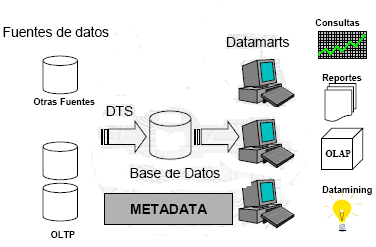 Fuentes de datos
Otras Fuentes
OLTP
DTS
Base de Datos
METADATA
Datamarts
Consultas
Reportes
OLAP
Datamining